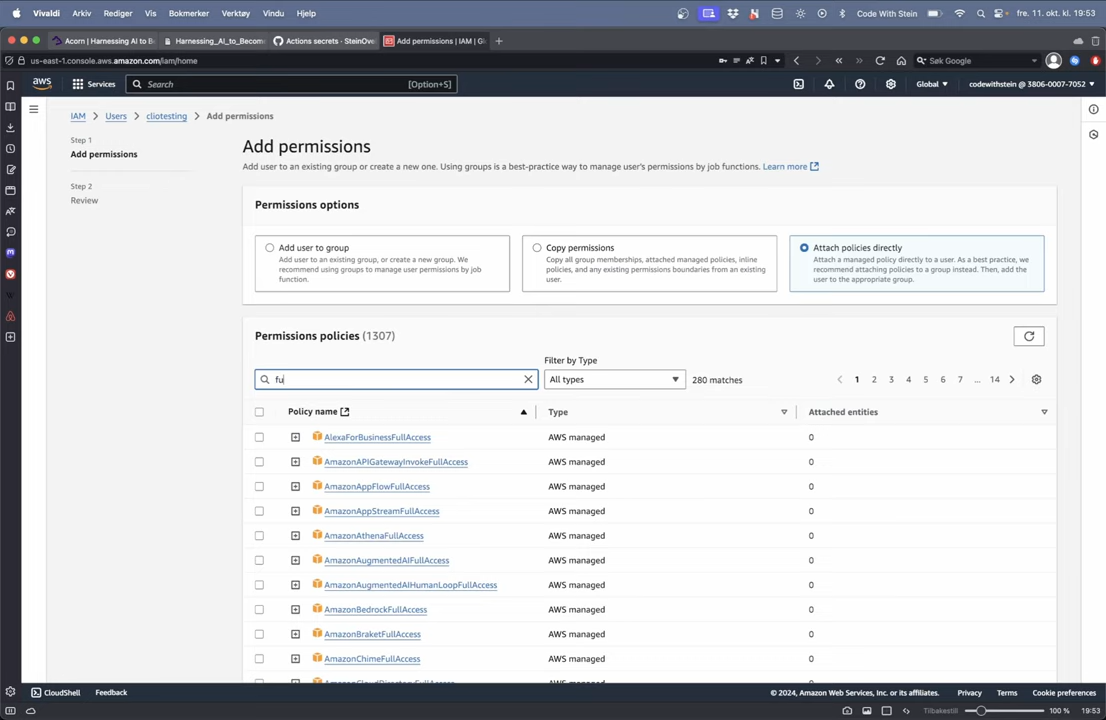 Vivaldi Arkiv Rediger Vis Bokmerker Verktøy Vindu Hjelp Code With Stein fre. 11. okt. kl. 19:53
Acorn | Harnessing AI to B Harnessing_AI_to_Becom Actions secrets · SteinOve Add permissions | IAM | Gl
us-east-1.console.aws.amazon.com/iam/home Søk Google
aws Services Search [Option+S] Global codewithstein @ 3806-0007-7052
IAM Users cliotesting Add permissions
Step 1
Add permissions
Step 2
Review
Add permissions
Add user to an existing group or create a new one. Using groups is a best-practice way to manage user's permissions by job functions. Learn more
Permissions options
Add user to group
Add user to an existing group, or create a new group. We
recommend using groups to manage user permissions by job
function.
Copy permissions
Copy all group memberships, attached managed policies, inline
policies, and any existing permissions boundaries from an existing
user.
Attach policies directly
Attach a managed policy directly to a user. As a best practice, we
recommend attaching policies to a group instead. Then, add the
user to the appropriate group.
Permissions policies (1307)
Filter by Type
fu All types 280 matches 1 2 3 4 5 6 7 ... 14
Policy name Type Attached entities
AlexaForBusinessFullAccess AWS managed 0
AmazonAPIGatewayInvokeFullAccess AWS managed 0
AmazonAppFlowFullAccess AWS managed 0
AmazonAppStreamFullAccess AWS managed 0
AmazonAthenaFullAccess AWS managed 0
AmazonAugmentedAIFullAccess AWS managed 0
AmazonAugmentedAIHumanLoopFullAccess AWS managed 0
AmazonBedrockFullAccess AWS managed 0
AmazonBraketFullAccess AWS managed 0
AmazonChimeFullAccess AWS managed 0
CloudShell Feedback © 2024, Amazon Web Services, Inc. or its affiliates. Privacy Terms Cookie preferences
Tilbakestill 100 % 19:53